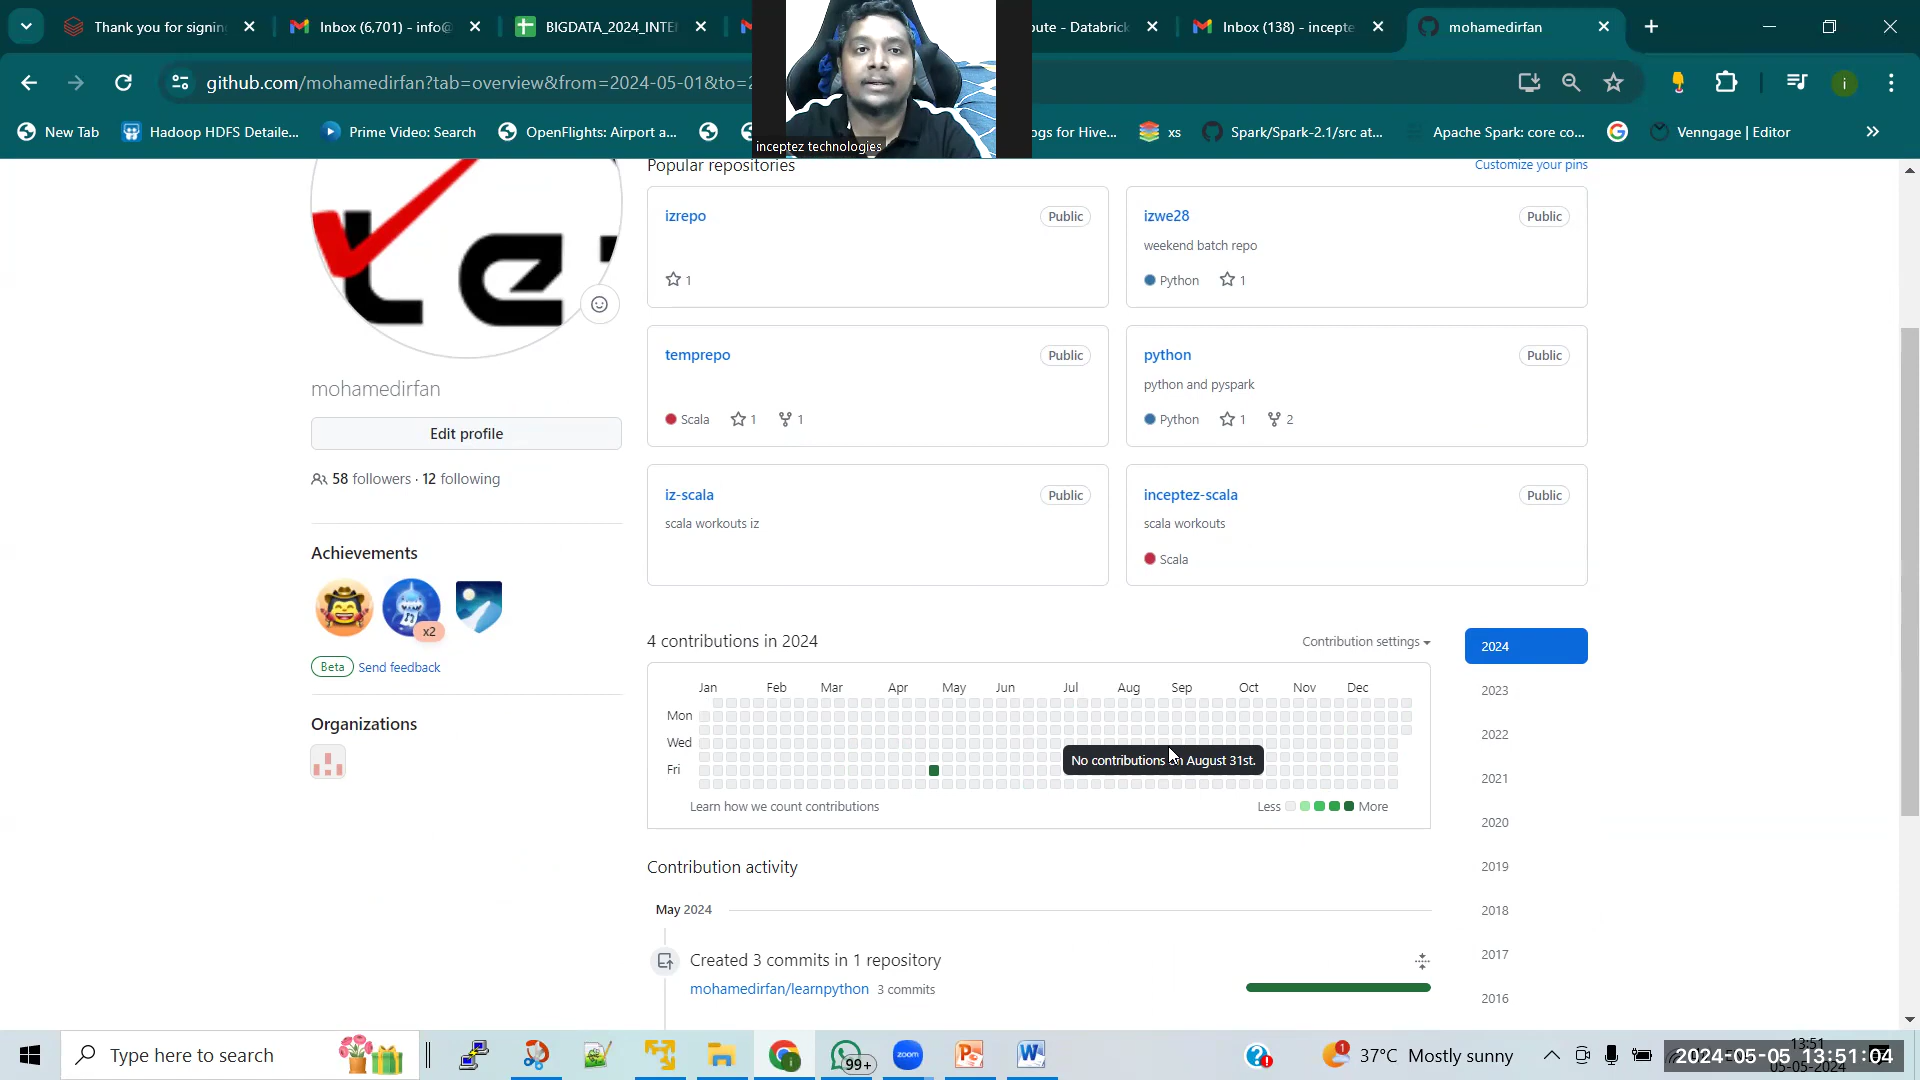 Thank you for signin
Inbox (6,701) - info@
BIGDATA_2024_INTE
ute - Databrick
Inbox (138) - incepte
mohamedirfan
github.com/mohamedirfan?tab=overview&from=2024-05-01&to=2
i
New Tab
Hadoop HDFS Detaile...
Prime Video: Search
OpenFlights: Airport a...
ogs for Hive...
xs
Spark/Spark-2.1/src at...
Apache Spark: core co...
Venngage | Editor
inceptez technologies
Popular repositories
Customize your pins
izrepo
Public
1
izwe28
Public
weekend batch repo
Python
1
temprepo
Public
Scala
1
1
python
Public
python and pyspark
Python
1
2
iz-scala
Public
scala workouts iz
inceptez-scala
Public
scala workouts
Scala
mohamedirfan
Edit profile
58 followers · 12 following
Achievements
x2
Beta Send feedback
Organizations
4 contributions in 2024
Contribution settings
Jan Feb Mar Apr May Jun Jul Aug Sep Oct Nov Dec
Mon
Wed
Fri
No contributions on August 31st.
Learn how we count contributions
Less
More
2024
2023
2022
2021
2020
2019
2018
2017
2016
Contribution activity
May 2024
Created 3 commits in 1 repository
mohamedirfan/learnpython 3 commits
Type here to search
99+
zoom
1
37°C Mostly sunny
13:51
05-05-2024
2024-05-05 13:51:04